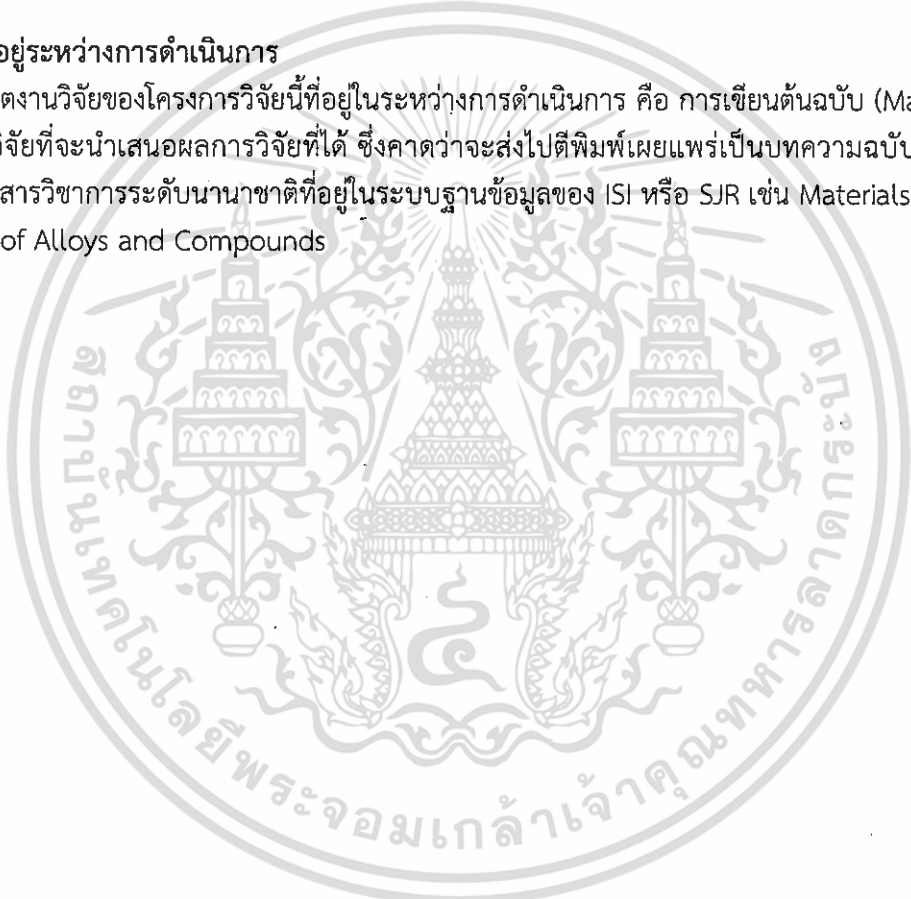 อยู่ระหว่างการดำเนินการ
ตงานวิจัยของโครงการวิจัยนี้ที่อยู่ในระหว่างการดำเนินการ คือ การเขียนต้นฉบับ (Ma
วิจัยที่จะนำเสนอผลการวิจัยที่ได้ ซึ่งคาดว่าจะส่งไปตีพิมพ์เผยแพร่เป็นบทความฉบับ
สารวิชาการระดับนานาชาติที่อยู่ในระบบฐานข้อมูลของ ISI หรือ SJR เช่น Materials
of Alloys and Compounds
สถาบันเทคโนโลยีพระจอมเกล้าเจ้าคุณทหารลาดกระบัง
๔